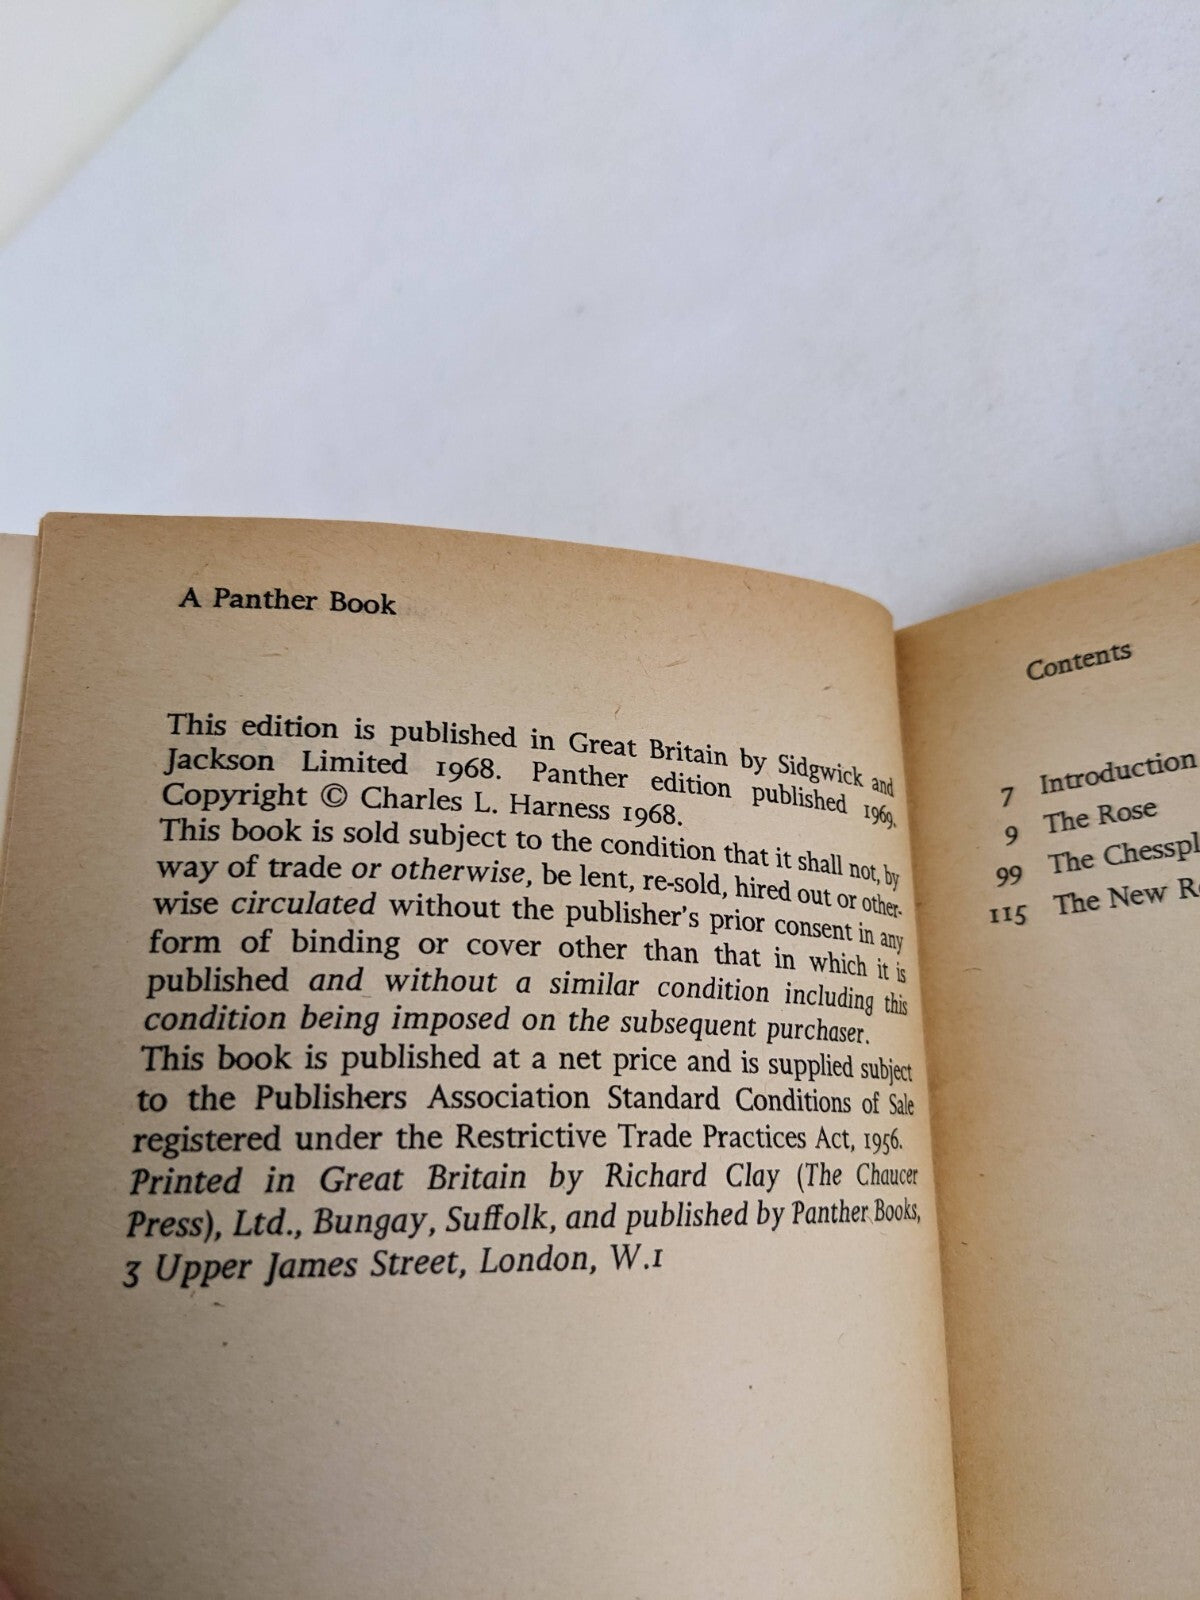 A Panther Book
This edition is published in Great Britain by Sidgwick and
Jackson Limited 1968. Panther edition published 1969.
Copyright © Charles L. Harness 1968.
This book is sold subject to the condition that it shall not, by
way of trade or otherwise, be lent, re-sold, hired out or other-
wise circulated without the publisher's prior consent in any
form of binding or cover other than that in which it is
published and without a similar condition including this
condition being imposed on the subsequent purchaser.
This book is published at a net price and is supplied subject
to the Publishers Association Standard Conditions of Sale
registered under the Restrictive Trade Practices Act, 1956.
Printed in Great Britain by Richard Clay (The Chaucer
Press), Ltd., Bungay, Suffolk, and published by Panther Books,
3 Upper James Street, London, W.1
Contents
7 Introduction
9 The Rose
99 The
115 The New